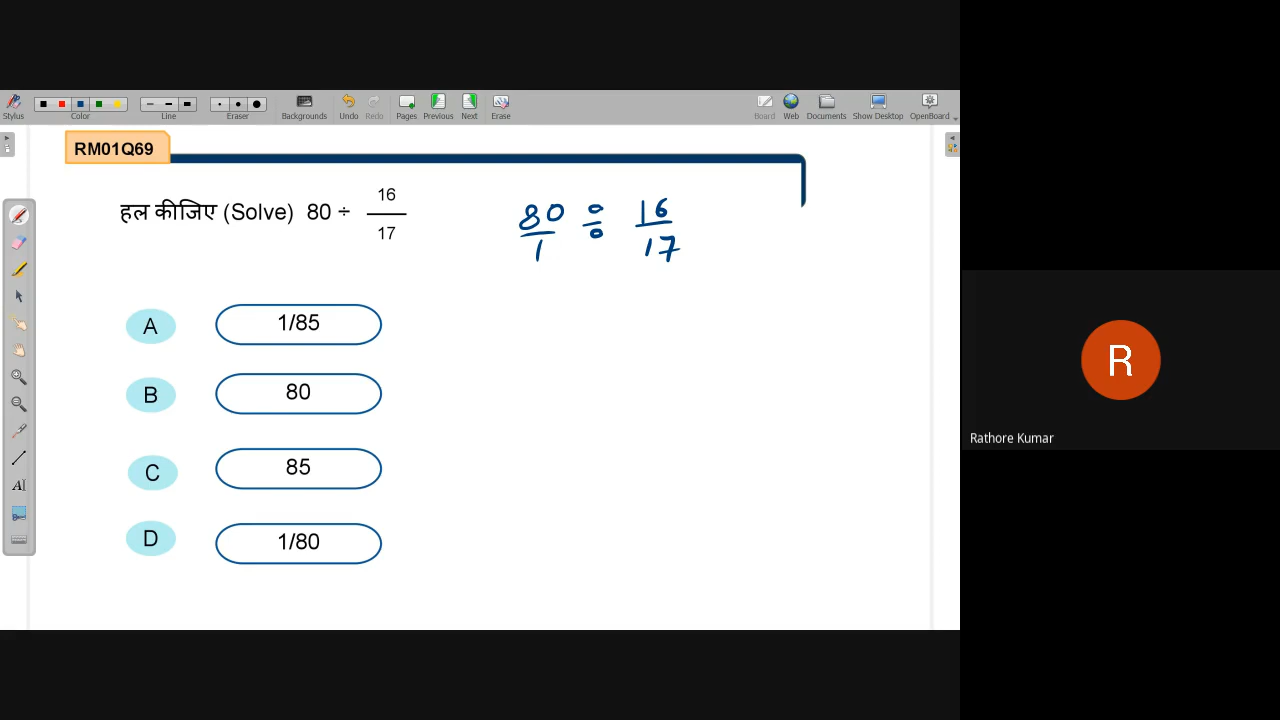 Stylus Color Line Eraser Backgrounds Undo Redo Pages Previous Next Erase Board Web Documents Show Desktop OpenBoard
RM01Q69
हल कीजिए (Solve) 80 ÷ 16/17
80/1 ÷ 16/17
A 1/85
B 80
C 85
D 1/80
R
Rathore Kumar